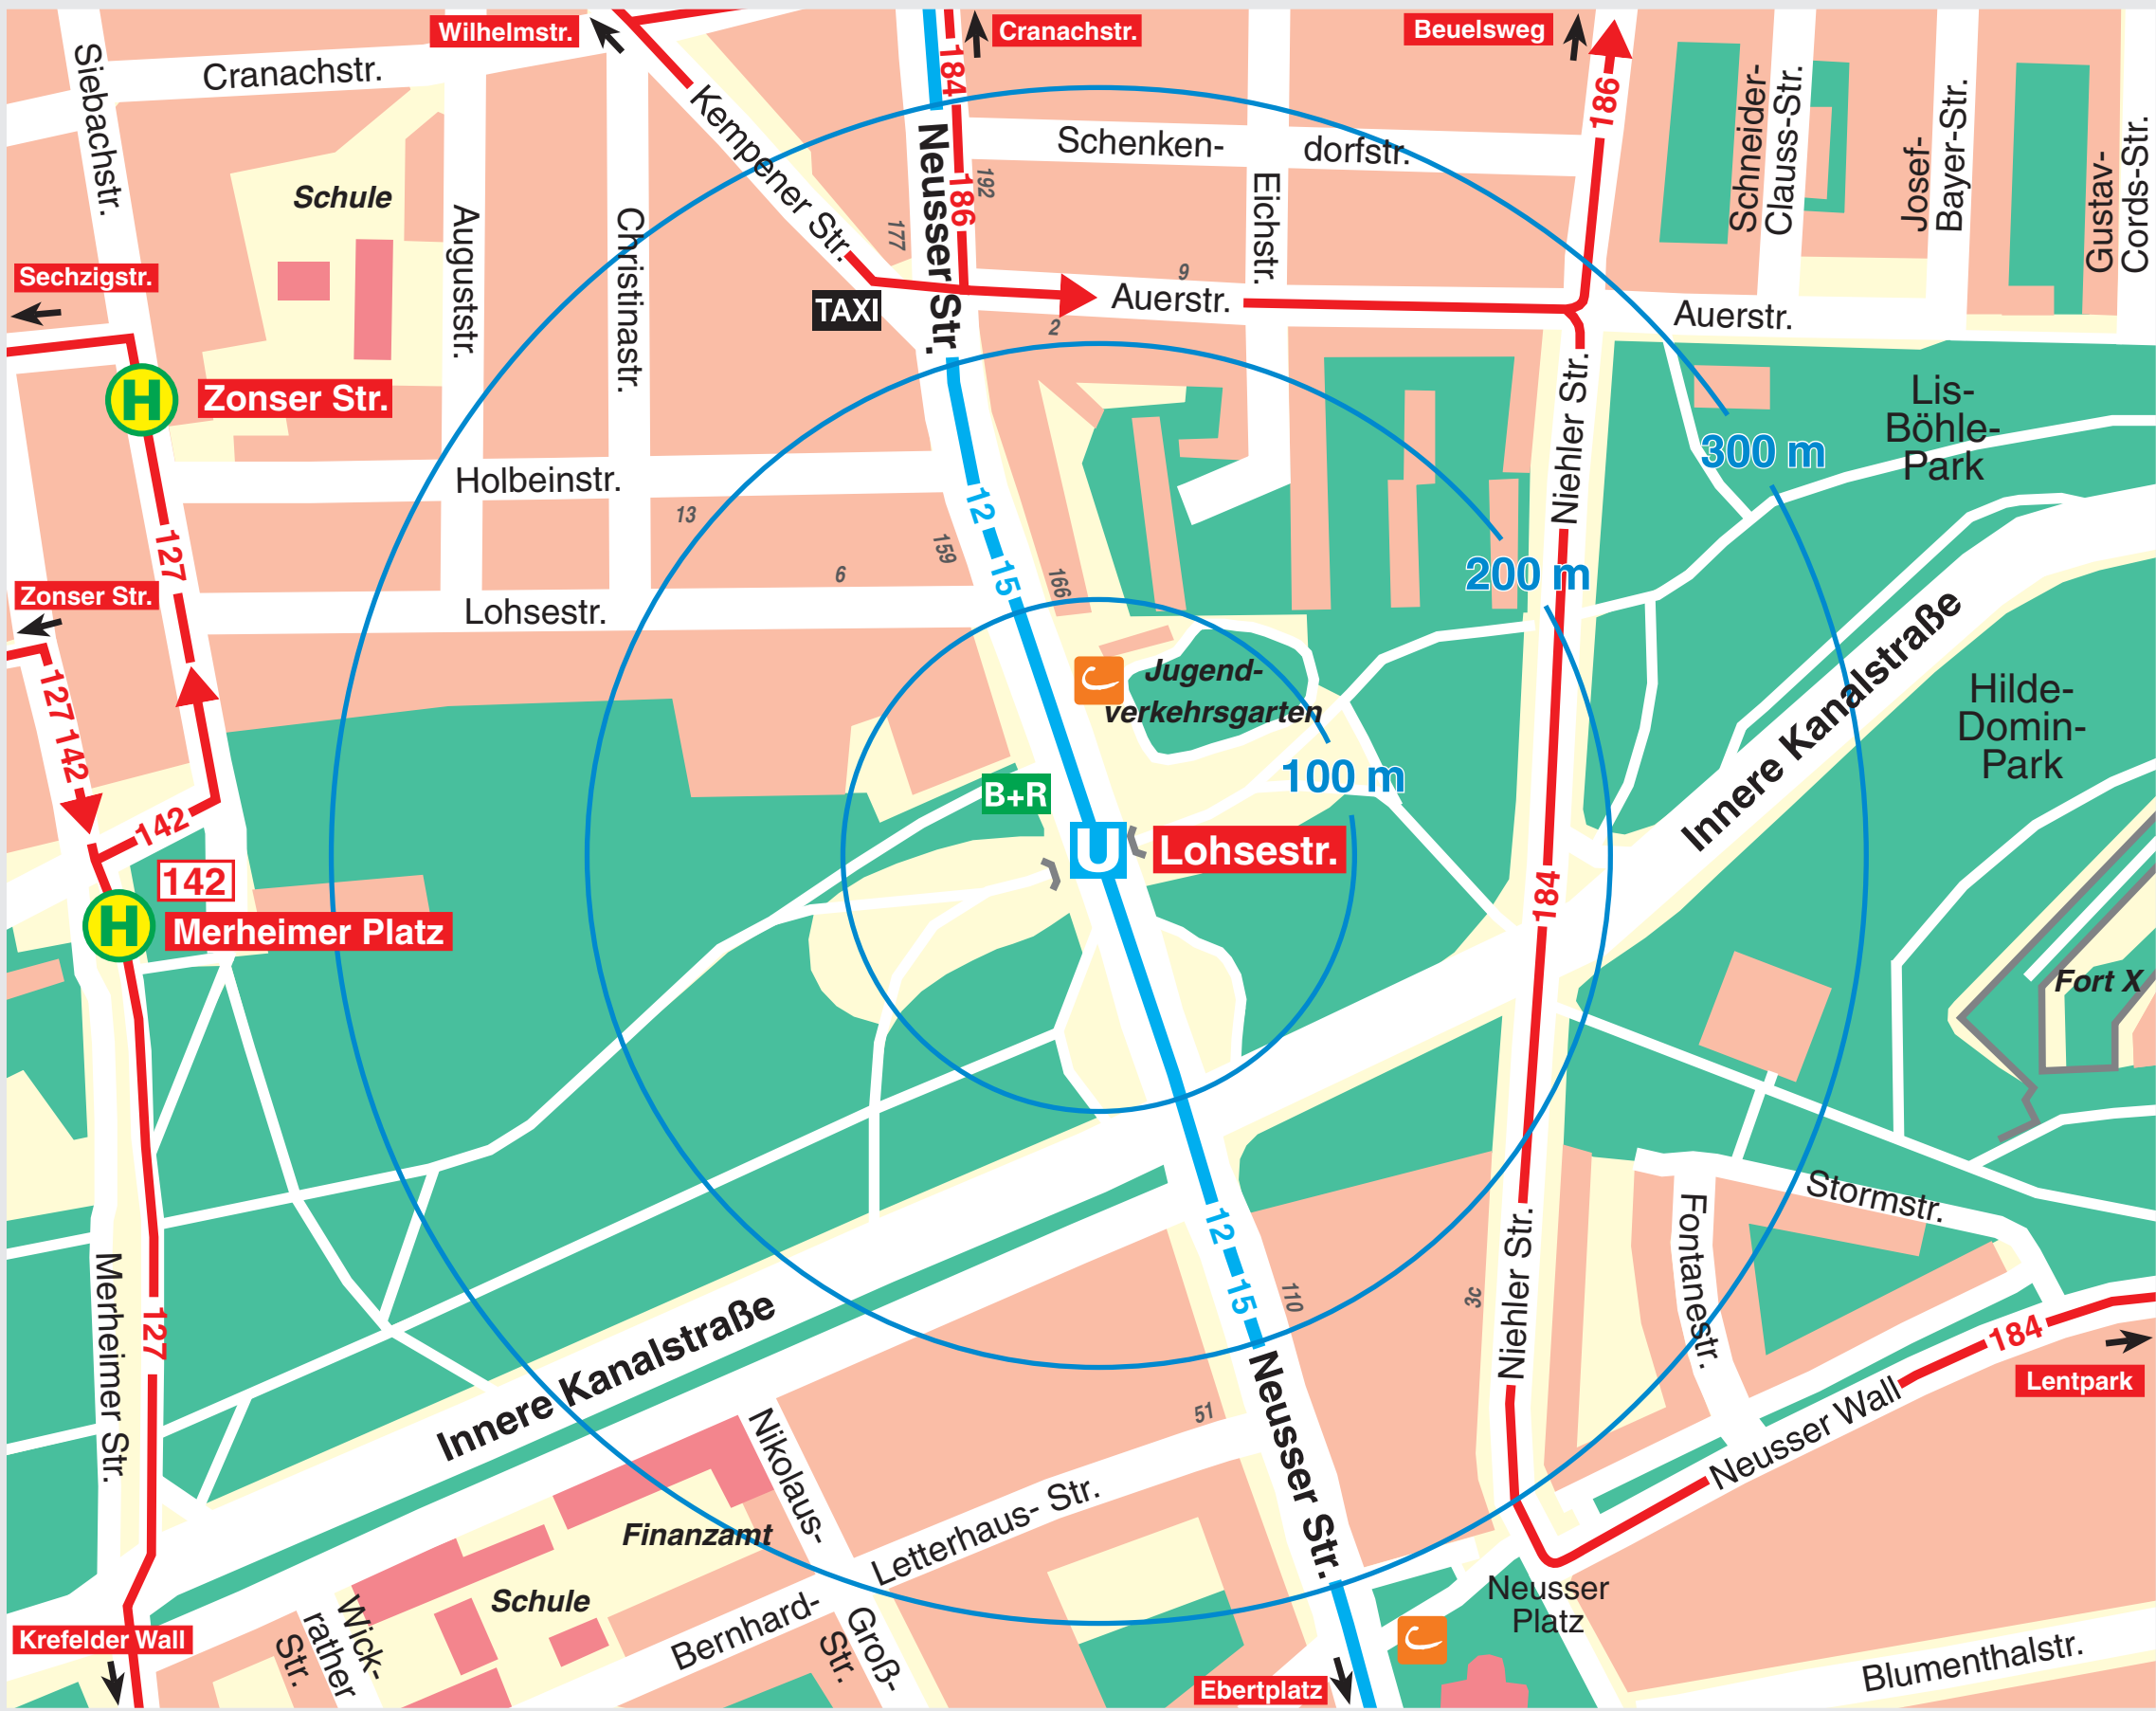 Wilhelmstr.
Cranachstr.
Beuelsweg
Siebachstr.
Cranachstr.
184
186
Kempener Str.
Neusser Str.
Schenken-
dorfstr.
Schneider-
Clauss-Str.
Josef-
Bayer-Str.
Gustav-
Cords-Str.
Schule
192
186
177
Auguststr.
Christinastr.
Eichstr.
Sechzigstr.
TAXI
9
Auerstr.
2
Auerstr.
H
Zonser Str.
Niehler Str.
Lis-
Böhle-
Park
300 m
Holbeinstr.
13
12
15
159
166
6
127
200 m
Zonser Str.
Lohsestr.
Innere Kanalstraße
127 142
Jugend-
verkehrsgarten
Hilde-
Domin-
Park
100 m
B+R
142
U
Lohsestr.
142
184
H
Merheimer Platz
Fort X
Stormstr.
12
15
110
3c
Niehler Str.
Fontanestr.
Merheimer Str.
127
Innere Kanalstraße
184
Lentpark
Neusser Wall
51
Neusser Str.
Nikolaus-
Groß-
Str.
Letterhaus- Str.
Bernhard-
Finanzamt
Schule
Wick-
rather
Str.
Neusser
Platz
Krefelder Wall
Ebertplatz
Blumenthalstr.